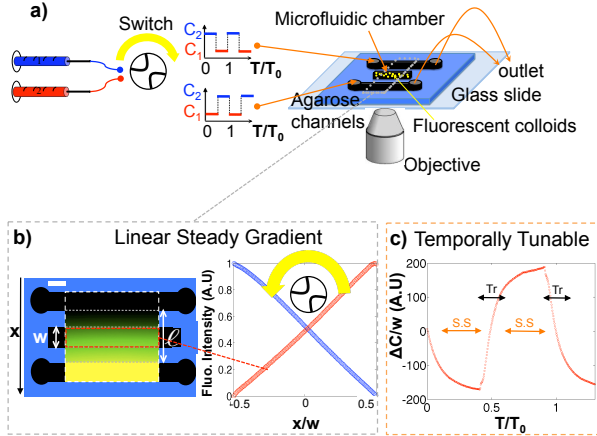 a)
Switch
C₂
C₁
0 1 T/T₀
C₂
C₁
0 1 T/T₀
Microfluidic chamber
outlet
Glass slide
Agarose
channels
Fluorescent colloids
Objective
b) Linear Steady Gradient
X
w
ℓ
Fluo. Intensity (A.U)
1
0.8
0.6
0.4
0.2
-0.5 0 0.5
x/w
c) Temporally Tunable
ΔC/w (A.U)
200
100
0
-100
-200
Tr Tr
S.S S.S
0 0.5 1
T/T₀